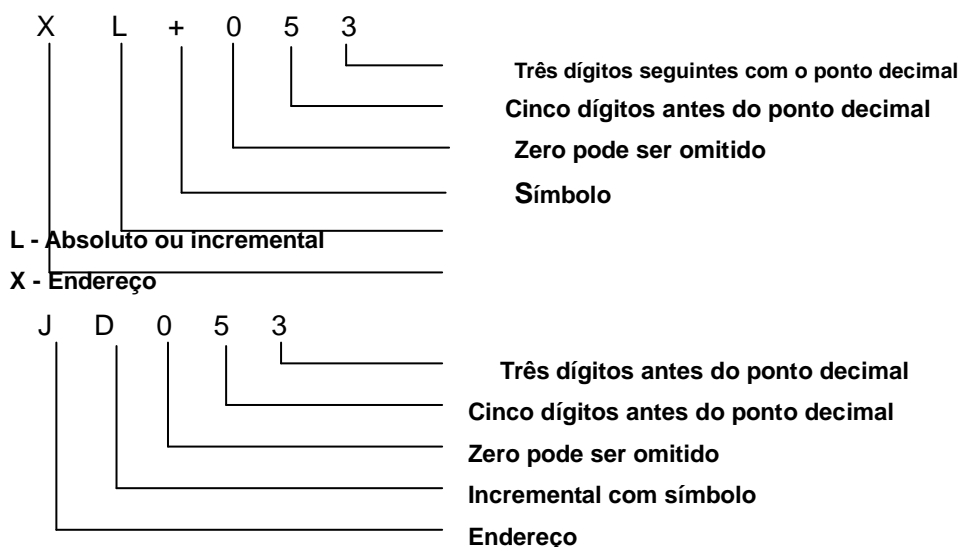 X L + 0 5 3
Três dígitos seguintes com o ponto decimal
Cinco dígitos antes do ponto decimal
Zero pode ser omitido
Símbolo
L - Absoluto ou incremental
X - Endereço
J D 0 5 3
Três dígitos antes do ponto decimal
Cinco dígitos antes do ponto decimal
Zero pode ser omitido
Incremental com símbolo
Endereço